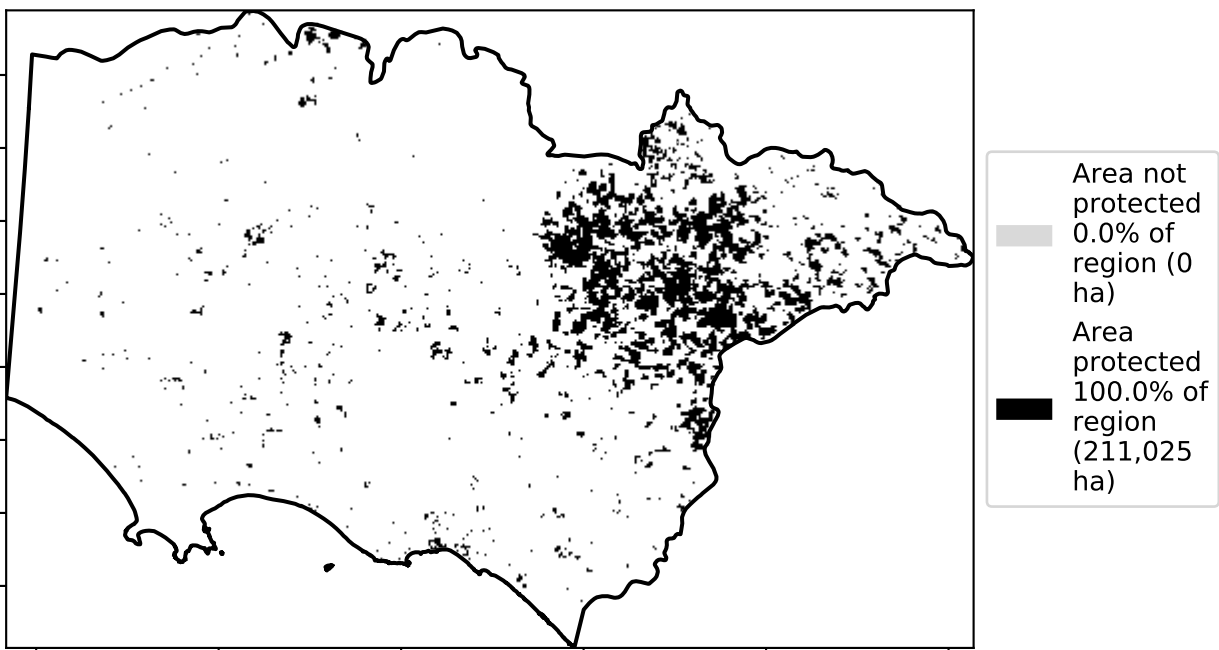 Area not
protected
0.0% of
region (0
ha)
Area
protected
100.0% of
region
(211,025
ha)